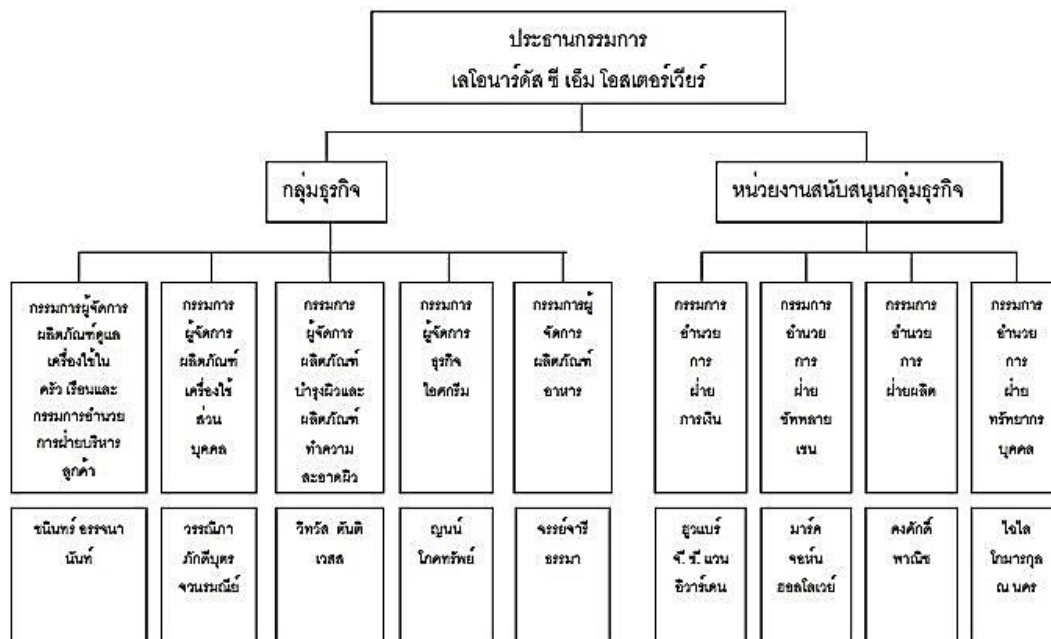 ประธานกรรมการ
เลโอนาร์ดัส ซี เอ็ม โอสเตอร์เวียร์
กลุ่มธุรกิจ
หน่วยงานสนับสนุนกลุ่มธุรกิจ
กรรมการผู้จัดการ
ผลิตภัณฑ์ดูแล
เครื่องใช้ใน
ครัว เรือนและ
กรรมการอำนวย
การฝ่ายบริหาร
ลูกค้า
กรรมการ
ผู้จัดการ
ผลิตภัณฑ์
เครื่องใช้
ส่วน
บุคคล
กรรมการ
ผู้จัดการ
ผลิตภัณฑ์
บำรุงผิวและ
ผลิตภัณฑ์
ทำความ
สะอาดผิว
กรรมการ
ผู้จัดการ
ธุรกิจ
ไอศกรีม
กรรมการผู้
จัดการ
ผลิตภัณฑ์
อาหาร
กรรมการ
อำนวย
การ
ฝ่าย
การเงิน
กรรมการ
อำนวย
การ
ฝ่าย
ซัพพลาย
เชน
กรรมการ
อำนวย
การ
ฝ่ายผลิต
กรรมการ
อำนวย
การ
ฝ่าย
ทรัพยากร
บุคคล
ชนินทร์ อรรจนา
นันท์
วรรณิภา
ภักดีบุตร
จวนรมณีย์
วิทวัส ตันติ
เวสส
ญนน์
โภคทรัพย์
จรรย์จารี
ธรรมา
ฮูวแบร์
จี. ซี. แวน
อิวาร์เดน
มาร์ค
จอห์น
ฮอลโลเวย์
คงศักดิ์
พาณิช
ไขไล
โกมารกุล
ณ นคร